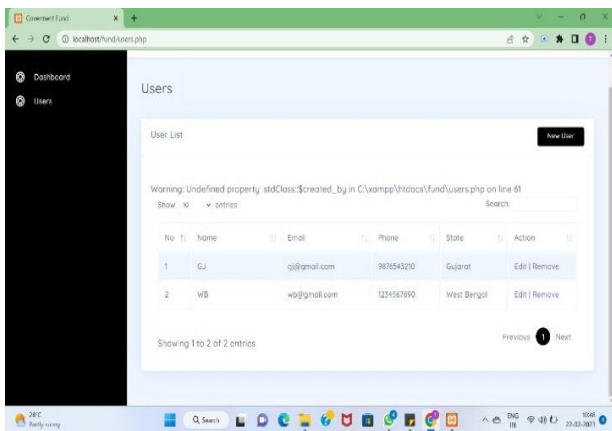 Goverment Fund
localhost/fund/users.php
Dashboard
Users
Users
User List
New User
Warning: Undefined property: stdClass::$created_by in C:\xampp\htdocs\fund\users.php on line 61
Show 10 entries
Search:
No Name Email Phone State Action
1 GJ gj@gmail.com 9876543210 Gujarat Edit | Remove
2 WB wb@gmail.com 1234567890 West Bengal Edit | Remove
Showing 1 to 2 of 2 entries
Previous 1 Next
28°C
Partly sunny
Search
ENG
IN
10:48